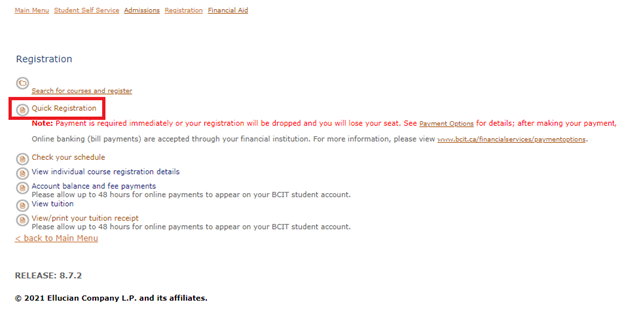 Main Menu Student Self Service Admissions Registration Financial Aid
Registration
Search for courses and register
Quick Registration
Note: Payment is required immediately or your registration will be dropped and you will lose your seat. See Payment Options for details; after making your payment,
Online banking (bill payments) are accepted through your financial institution. For more information, please view www.bcit.ca/financialservices/paymentoptions.
Check your schedule
View individual course registration details
Account balance and fee payments
Please allow up to 48 hours for online payments to appear on your BCIT student account.
View tuition
View/print your tuition receipt
Please allow up to 48 hours for online payments to appear on your BCIT student account.
< back to Main Menu
RELEASE: 8.7.2
© 2021 Ellucian Company L.P. and its affiliates.